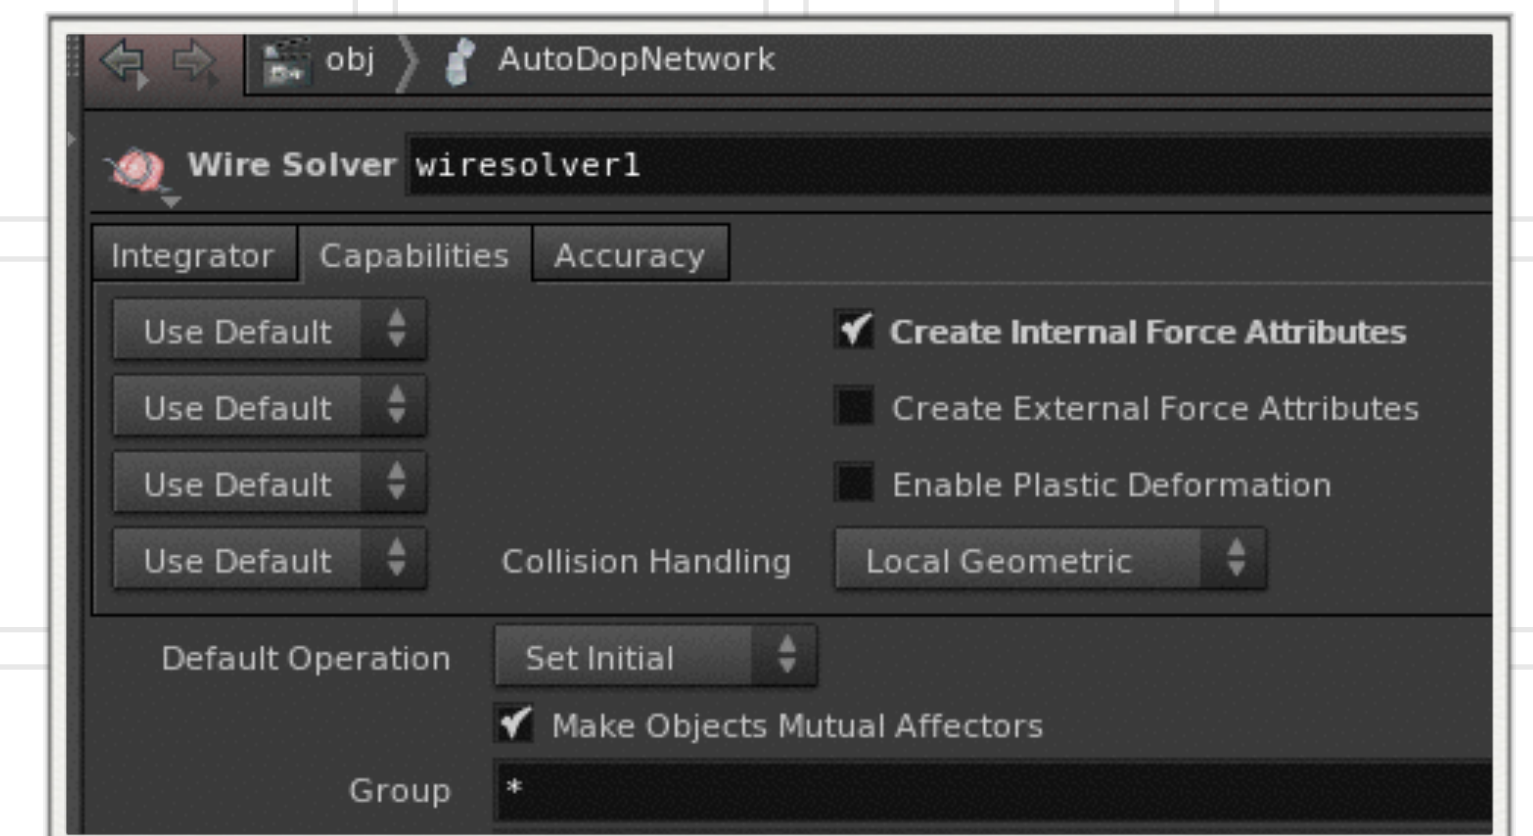 obj AutoDopNetwork
Wire Solver wiresolver1
Integrator Capabilities Accuracy
Use Default Create Internal Force Attributes
Use Default Create External Force Attributes
Use Default Enable Plastic Deformation
Use Default Collision Handling Local Geometric
Default Operation Set Initial
Make Objects Mutual Affectors
Group *